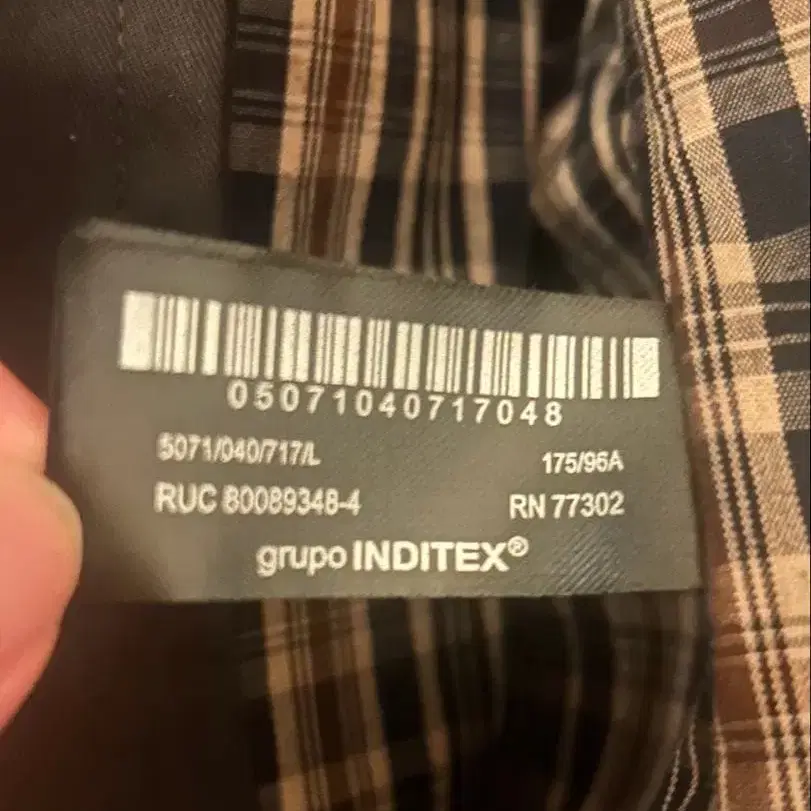 05071040717048
5071/040/717/L 175/96A
RUC 80089348-4 RN 77302
grupo INDITEX®